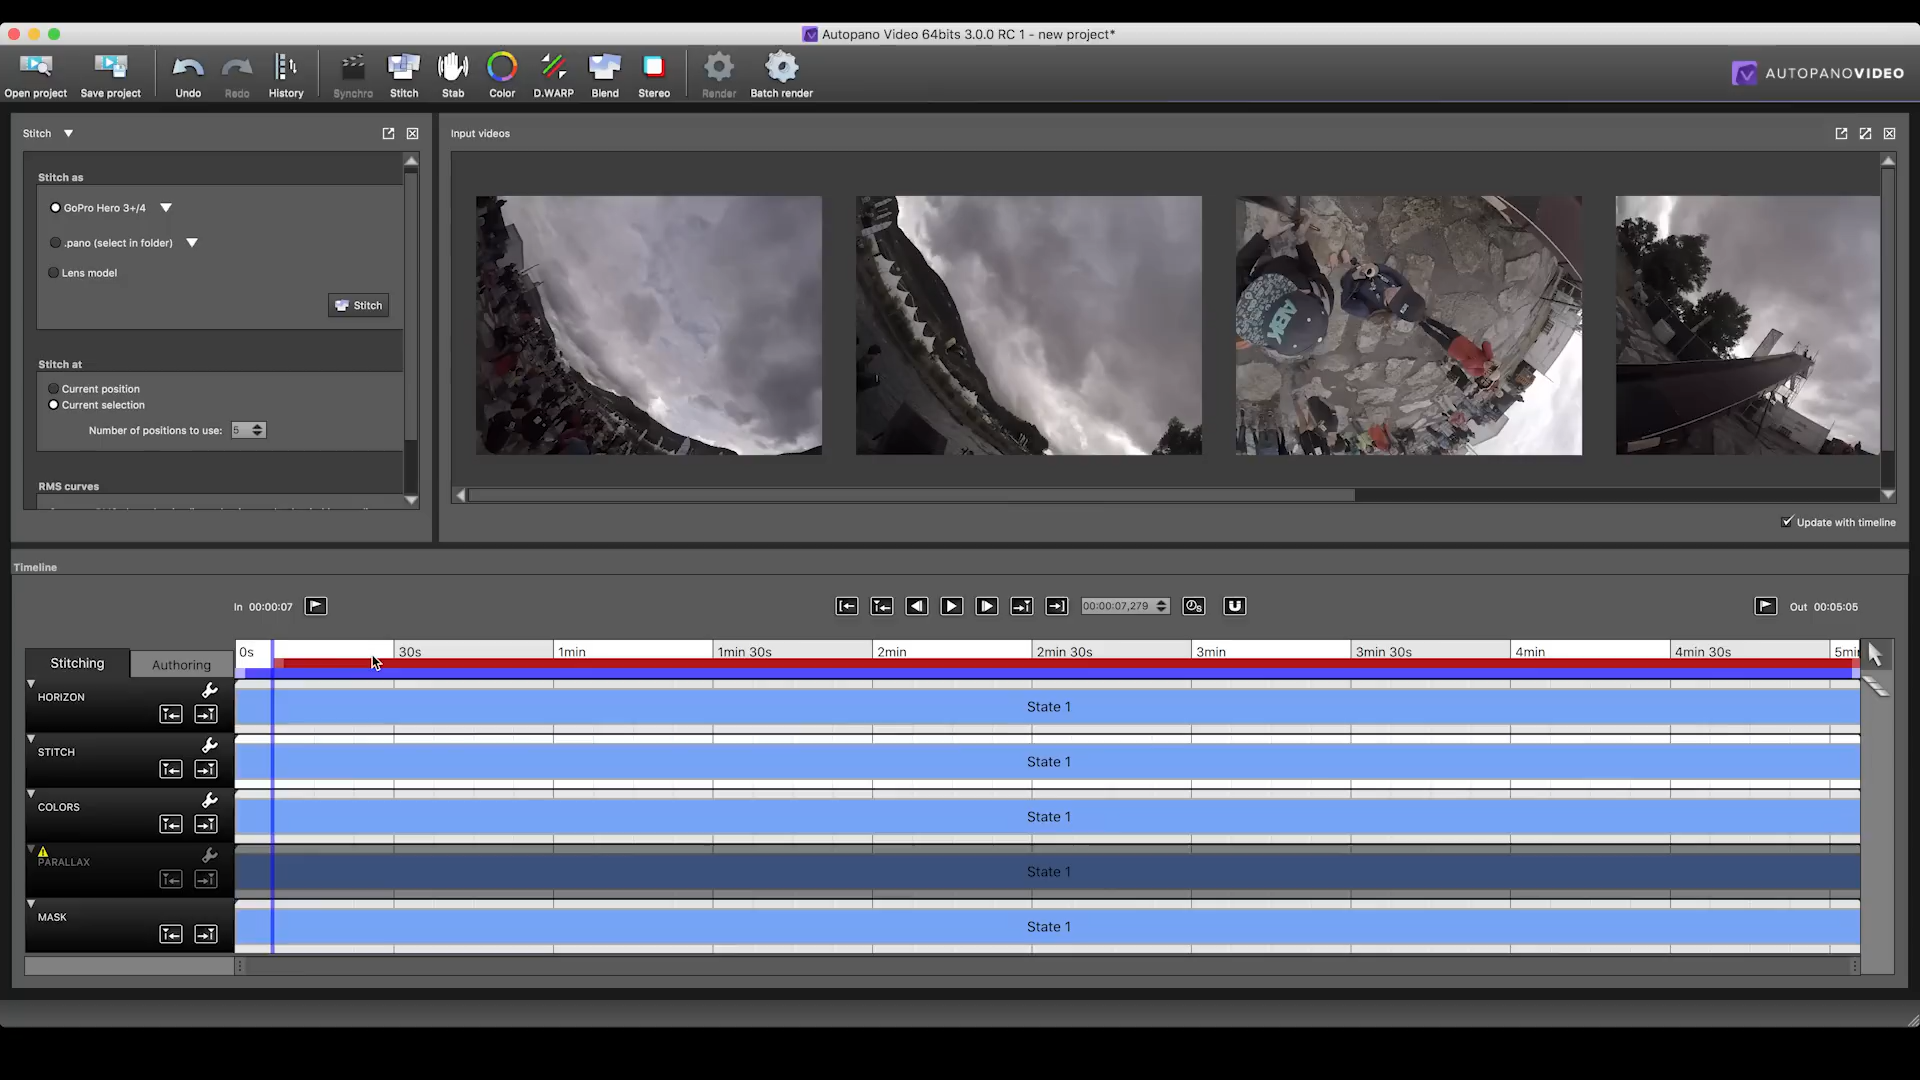 Autopano Video 64bits 3.0.0 RC 1 - new project*
Open project
Save project
Undo
Redo
History
Synchro
Stitch
Stab
Color
D.WARP
Blend
Stereo
Render
Batch render
AUTOPANOVIDEO
Stitch
Stitch as
GoPro Hero 3+/4
.pano (select in folder)
Lens model
Stitch
Stitch at
Current position
Current selection
Number of positions to use: 5
RMS curves
Input videos
Update with timeline
Timeline
In 00:00:07
00:00:07,279
Out 00:05:05
Stitching
Authoring
0s
30s
1min
1min 30s
2min
2min 30s
3min
3min 30s
4min
4min 30s
5min
HORIZON
State 1
STITCH
State 1
COLORS
State 1
PARALLAX
State 1
MASK
State 1